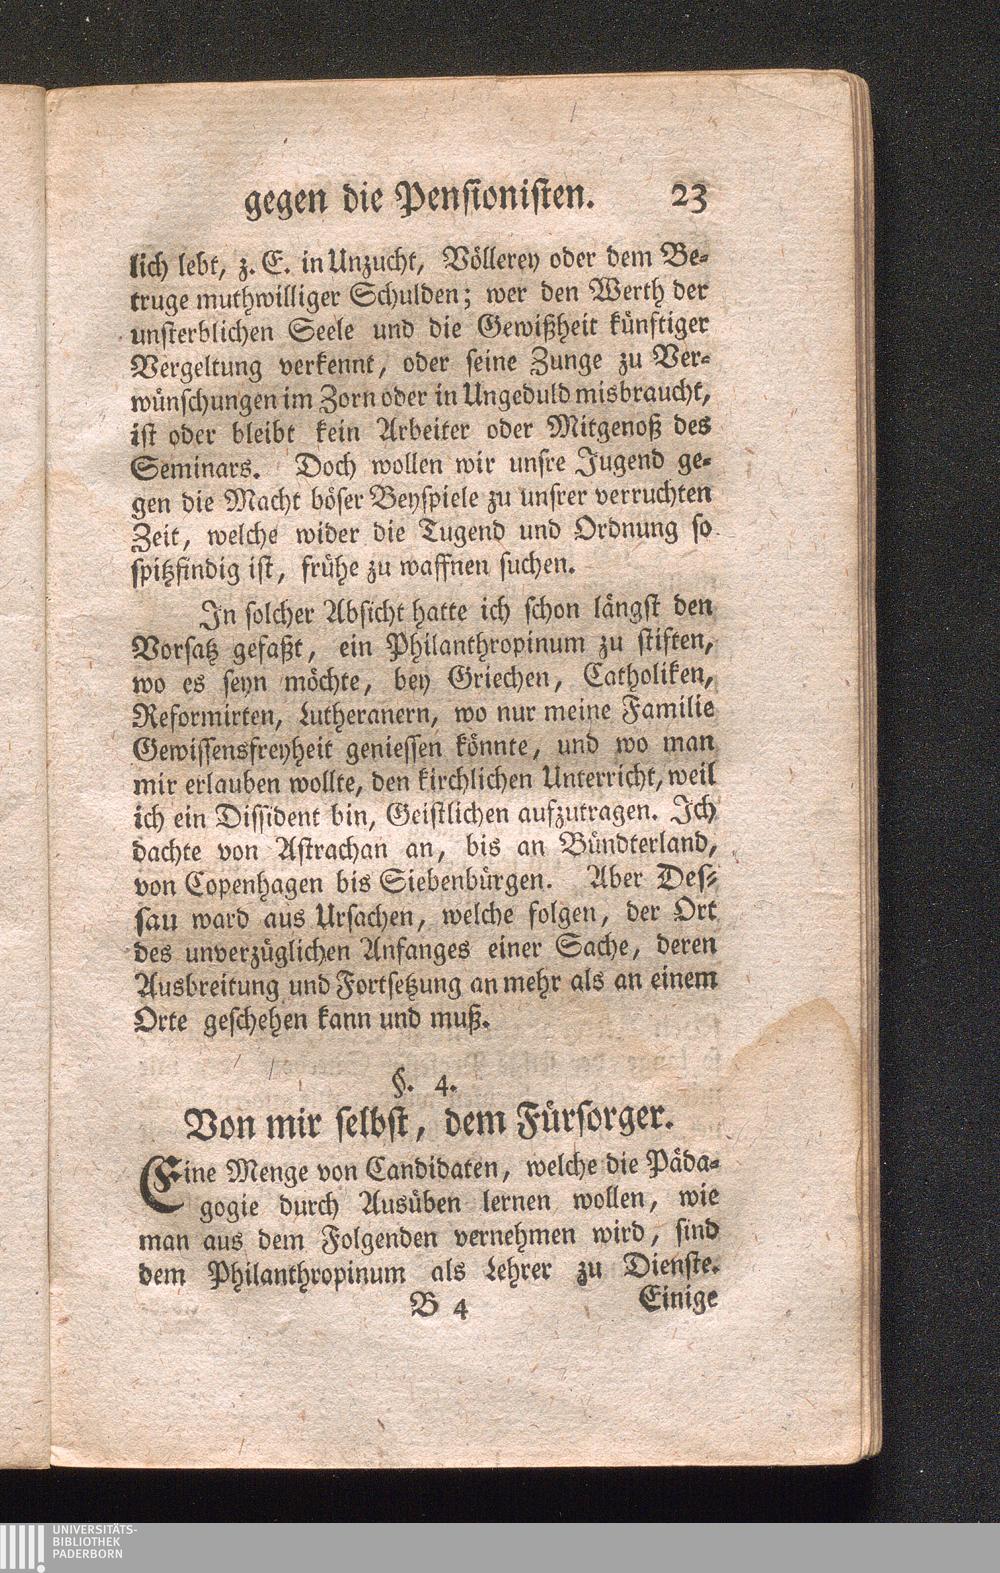 gegen die Pensionisten. 23
lich lebt, z. E. in Unzucht, Völlerey oder dem Be-
truge muthwilliger Schulden; wer den Werth der
unsterblichen Seele und die Gewißheit künftiger
Vergeltung verkennt, oder seine Zunge zu Ver-
wünschungen im Zorn oder in Ungeduld misbraucht,
ist oder bleibt kein Arbeiter oder Mitgenoß des
Seminars. Doch wollen wir unsre Jugend ge-
gen die Macht böser Beyspiele zu unsrer verruchten
Zeit, welche wider die Tugend und Ordnung so
spitzfindig ist, frühe zu waffnen suchen.
In solcher Absicht hatte ich schon längst den
Vorsatz gefaßt, ein Philanthropinum zu stiften,
wo es seyn möchte, bey Griechen, Catholiken,
Reformirten, Lutheranern, wo nur meine Familie
Gewissensfreyheit geniessen könnte, und wo man
mir erlauben wollte, den kirchlichen Unterricht, weil
ich ein Dissident bin, Geistlichen aufzutragen. Ich
dachte von Astrachan an, bis an Bündterland,
von Copenhagen bis Siebenbürgen. Aber Des-
sau ward aus Ursachen, welche folgen, der Ort
des unverzüglichen Anfanges einer Sache, deren
Ausbreitung und Fortsetzung an mehr als an einem
Orte geschehen kann und muß.
§. 4.
Von mir selbst, dem Fürsorger.
Eine Menge von Candidaten, welche die Päda-
gogie durch Ausüben lernen wollen, wie
man aus dem Folgenden vernehmen wird, sind
dem Philanthropinum als Lehrer zu Dienste.
B 4 Einige
UNIVERSITÄTS-
BIBLIOTHEK
PADERBORN